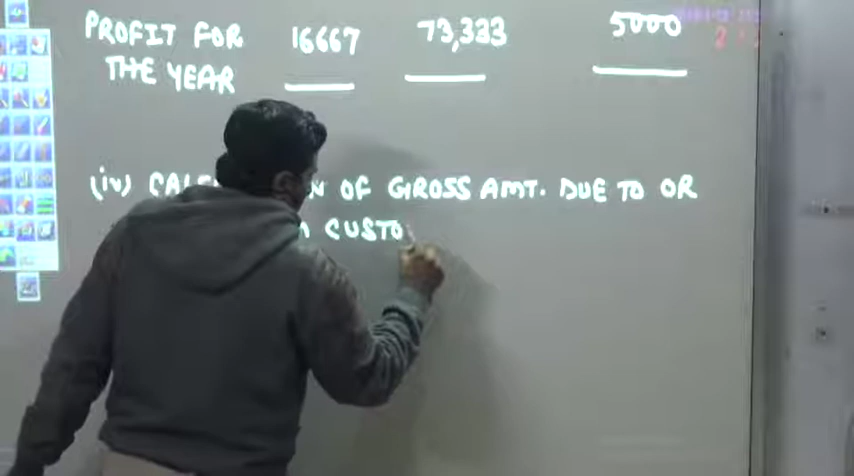 PROFIT FOR 16667 73,333 5000
THE YEAR
(iv) N OF GROSS AMT. DUE TO OR
CUSTO